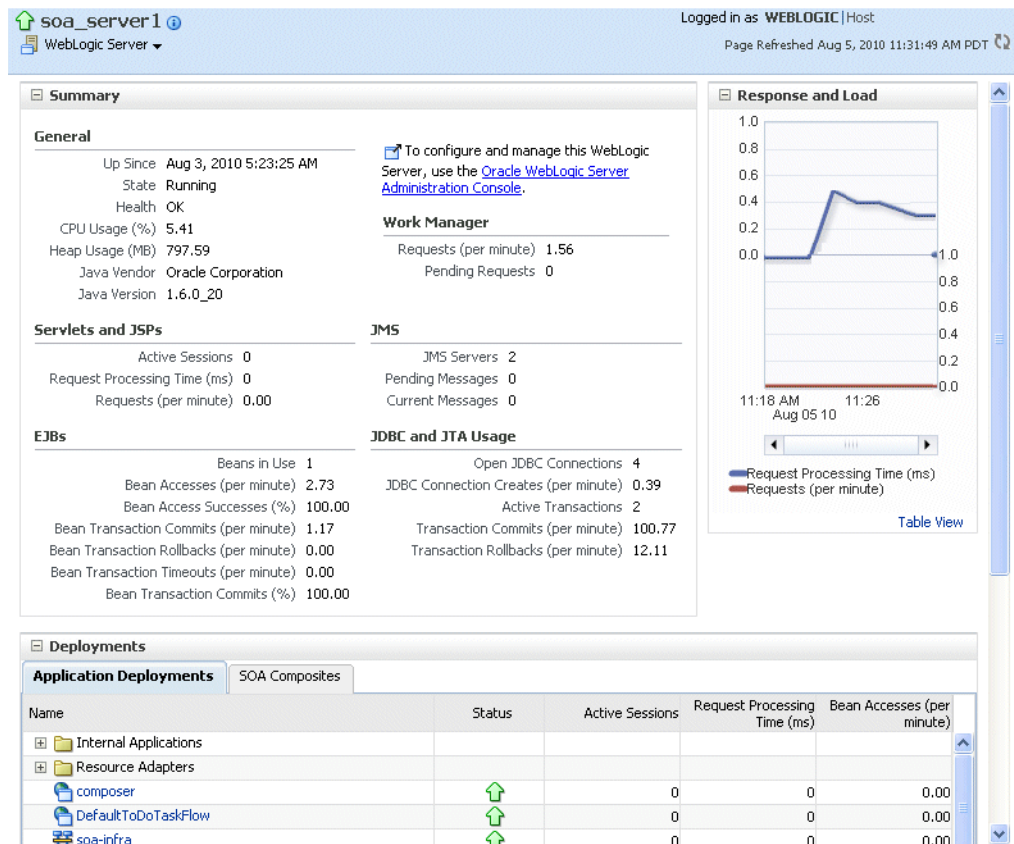 soa_server1
Logged in as WEBLOGIC|Host
WebLogic Server
Page Refreshed Aug 5, 2010 11:31:49 AM PDT
Summary
General
Up Since Aug 3, 2010 5:23:25 AM
State Running
Health OK
CPU Usage (%) 5.41
Heap Usage (MB) 797.59
Java Vendor Oracle Corporation
Java Version 1.6.0_20
To configure and manage this WebLogic
Server, use the Oracle WebLogic Server
Administration Console.
Work Manager
Requests (per minute) 1.56
Pending Requests 0
Servlets and JSPs
Active Sessions 0
Request Processing Time (ms) 0
Requests (per minute) 0.00
JMS
JMS Servers 2
Pending Messages 0
Current Messages 0
EJBs
Beans in Use 1
Bean Accesses (per minute) 2.73
Bean Access Successes (%) 100.00
Bean Transaction Commits (per minute) 1.17
Bean Transaction Rollbacks (per minute) 0.00
Bean Transaction Timeouts (per minute) 0.00
Bean Transaction Commits (%) 100.00
JDBC and JTA Usage
Open JDBC Connections 4
JDBC Connection Creates (per minute) 0.39
Active Transactions 2
Transaction Commits (per minute) 100.77
Transaction Rollbacks (per minute) 12.11
Response and Load
1.0
0.8
0.6
0.4
0.2
0.0
1.0
0.8
0.6
0.4
0.2
0.0
11:18 AM 11:26
Aug 05 10
Request Processing Time (ms)
Requests (per minute)
Table View
Deployments
Application Deployments SOA Composites
Name Status Active Sessions Request Processing Time (ms) Bean Accesses (per minute)
Internal Applications
Resource Adapters
composer 0 0 0.00
DefaultToDoTaskFlow 0 0 0.00
soa-infra 0 0 0.00